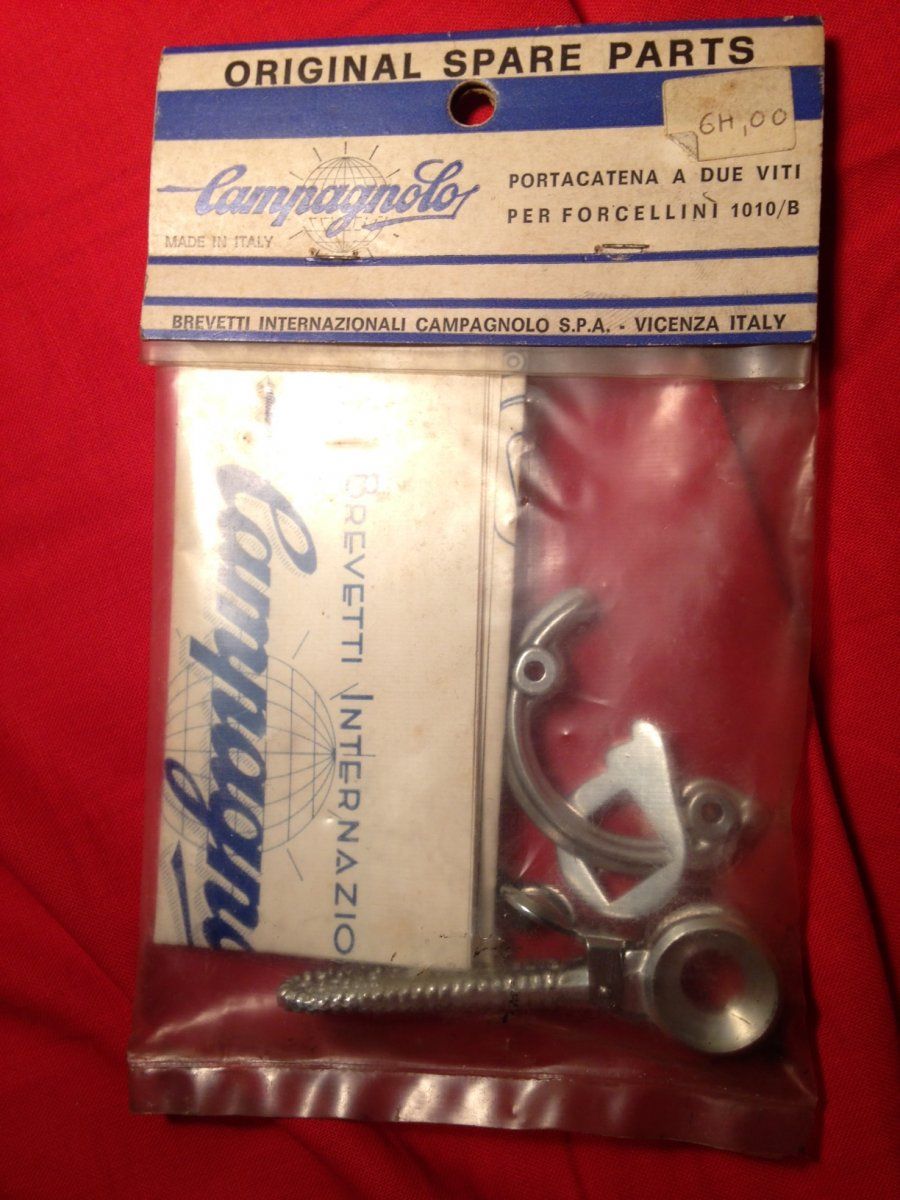 ORIGINAL SPARE PARTS
6H,00
Campagnolo
MADE IN ITALY
PORTACATENA A DUE VITI
PER FORCELLINI 1010/B
BREVETTI INTERNAZIONALI CAMPAGNOLO S.P.A. - VICENZA ITALY
BREVETTI INTERNAZIO
Campagno